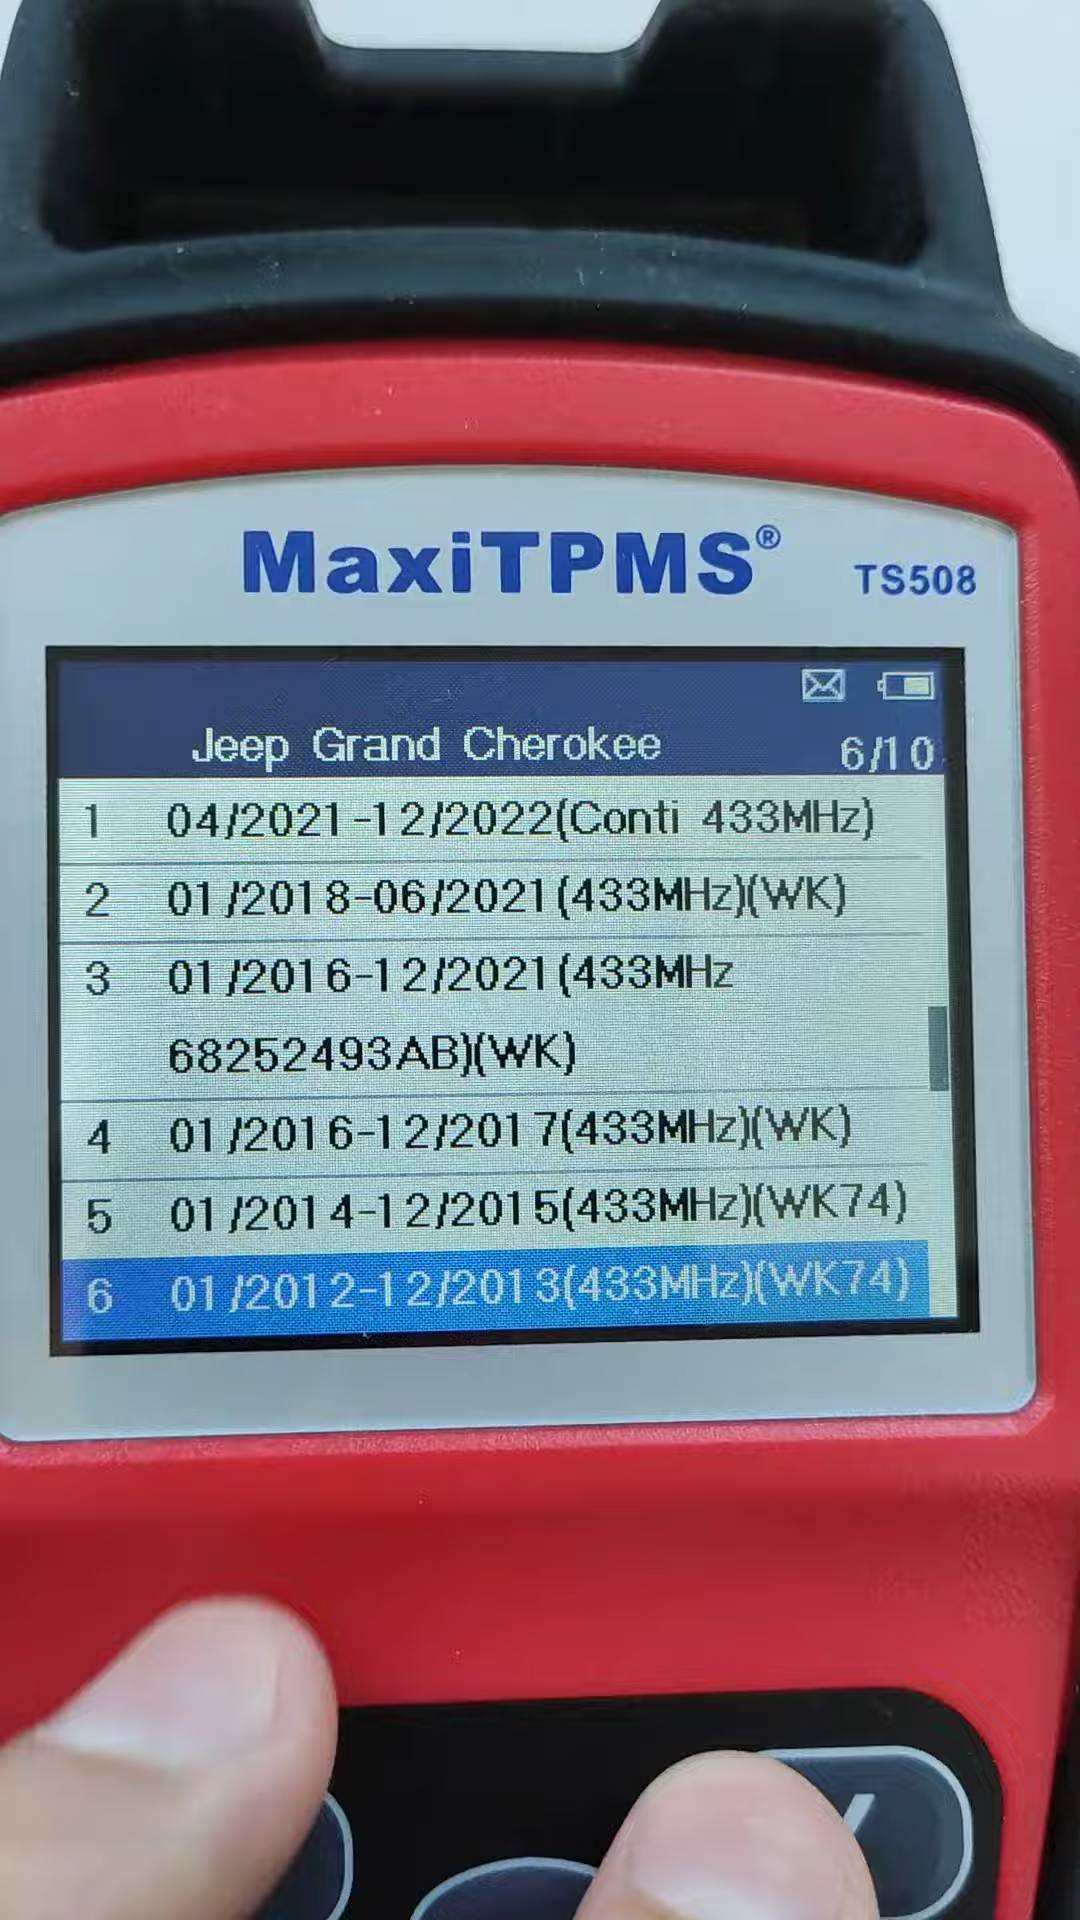 MaxiTPMS®
TS508
Jeep Grand Cherokee 6/10
1 04/2021-12/2022(Conti 433MHz)
2 01/2018-06/2021(433MHz)(WK)
3 01/2016-12/2021(433MHz
68252493AB)(WK)
4 01/2016-12/2017(433MHz)(WK)
5 01/2014-12/2015(433MHz)(WK74)
6 01/2012-12/2013(433MHz)(WK74)